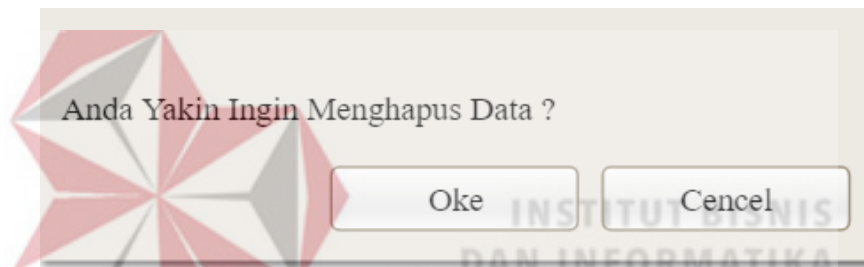 Anda Yakin Ingin Menghapus Data ?
Oke
Cencel
INSTITUT BISNIS
DAN INFORMATIKA